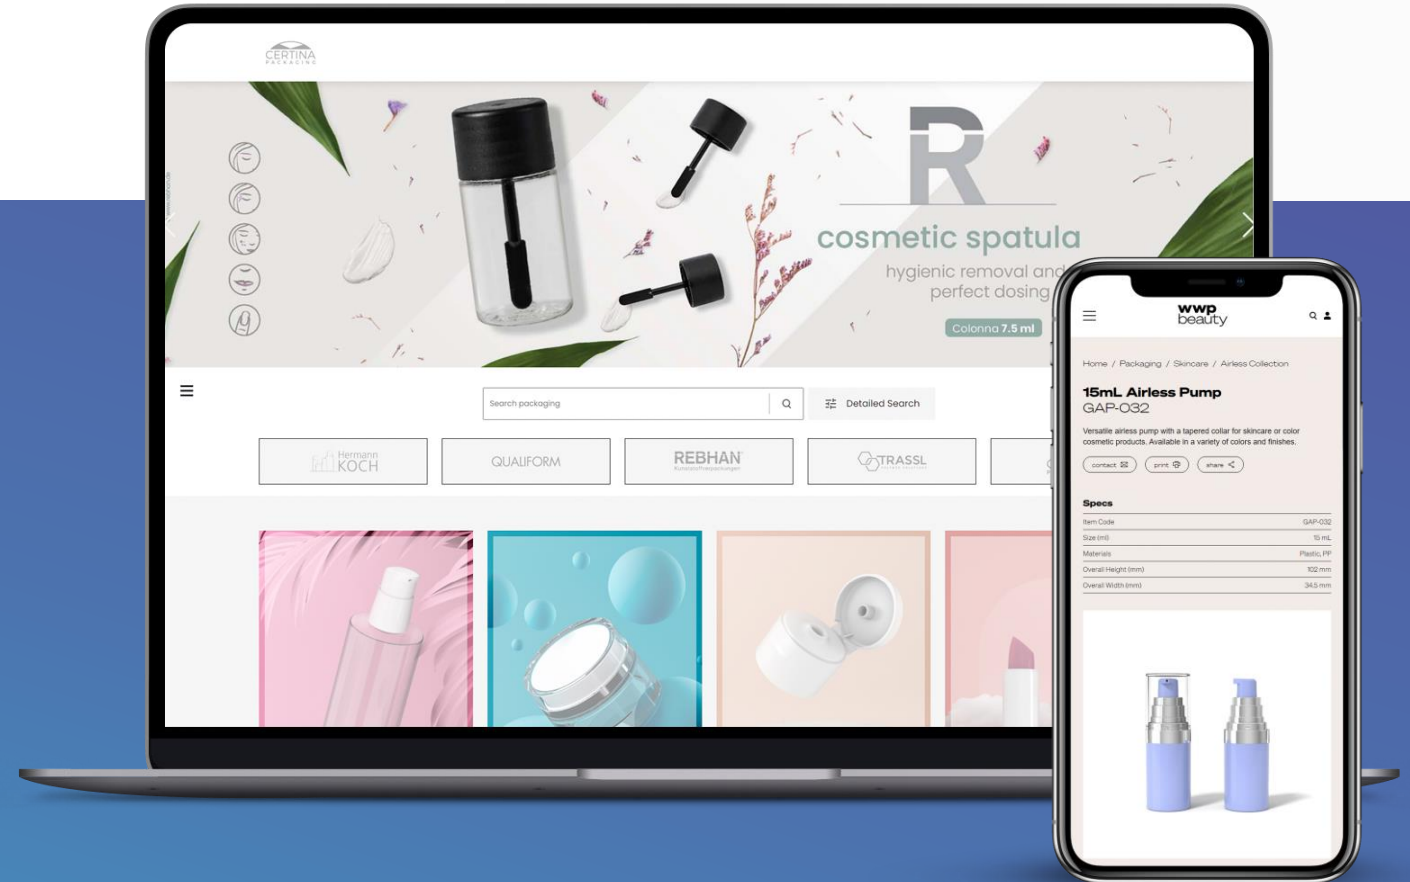 CERTINA
PACKAGING
R
cosmetic spatula
hygienic removal and
perfect dosing
Colonna 7.5 ml
Search packaging
Detailed Search
Hermann
KOCH
QUALIFORM
REBHAN
Kunststoffverpackungen
TRASSL
wwp
beauty
Home / Packaging / Skincare / Airless Collection
15mL Airless Pump
GAP-032
Versatile airless pump with a tapered collar for skincare or color
cosmetic products. Available in a variety of colors and finishes.
contact
print
share
Specs
Item Code GAP-032
Size (ml) 15 mL
Materials Plastic, PP
Overall Height (mm) 102 mm
Overall Width (mm) 34.5 mm